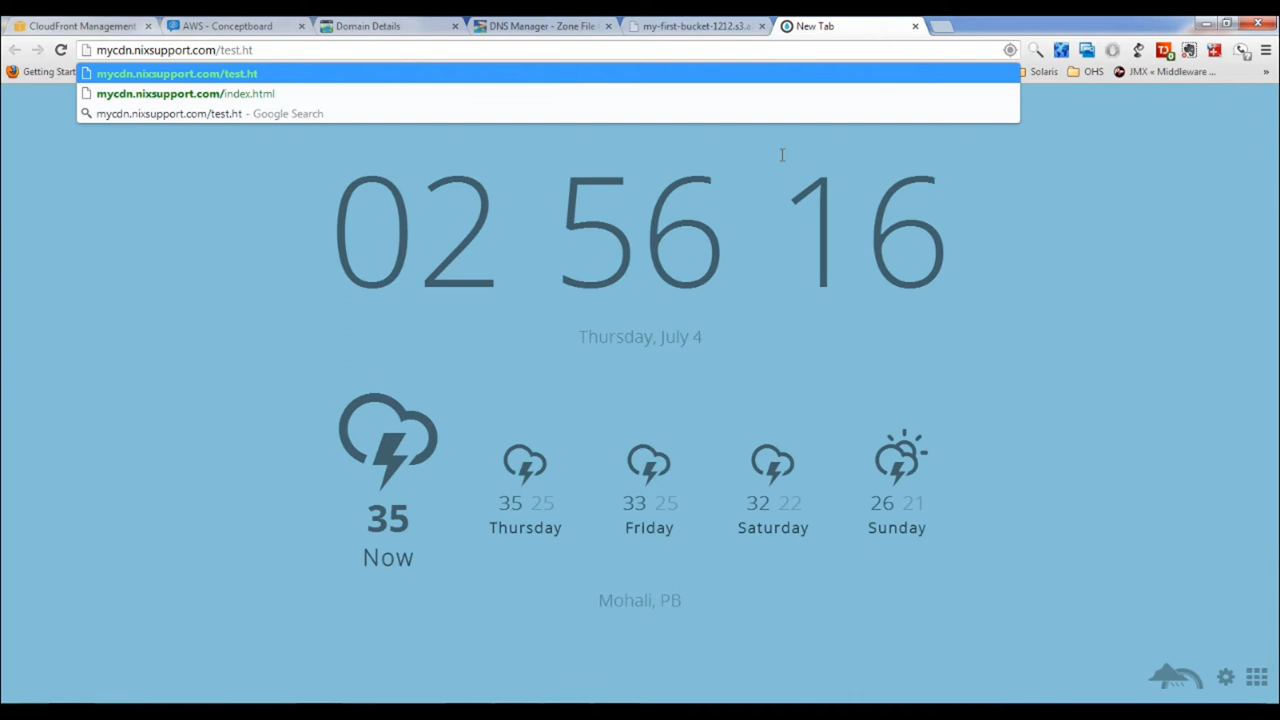 CloudFront Management
AWS - Conceptboard
Domain Details
DNS Manager - Zone File
my-first-bucket-1212.s3.a
New Tab
mycdn.nixsupport.com/test.ht
Getting Start
Solaris
OHS
JMX « Middleware ...
mycdn.nixsupport.com/test.ht
mycdn.nixsupport.com/index.html
mycdn.nixsupport.com/test.ht - Google Search
02 56 16
Thursday, July 4
35
Now
35 25
Thursday
33 25
Friday
32 22
Saturday
26 21
Sunday
Mohali, PB